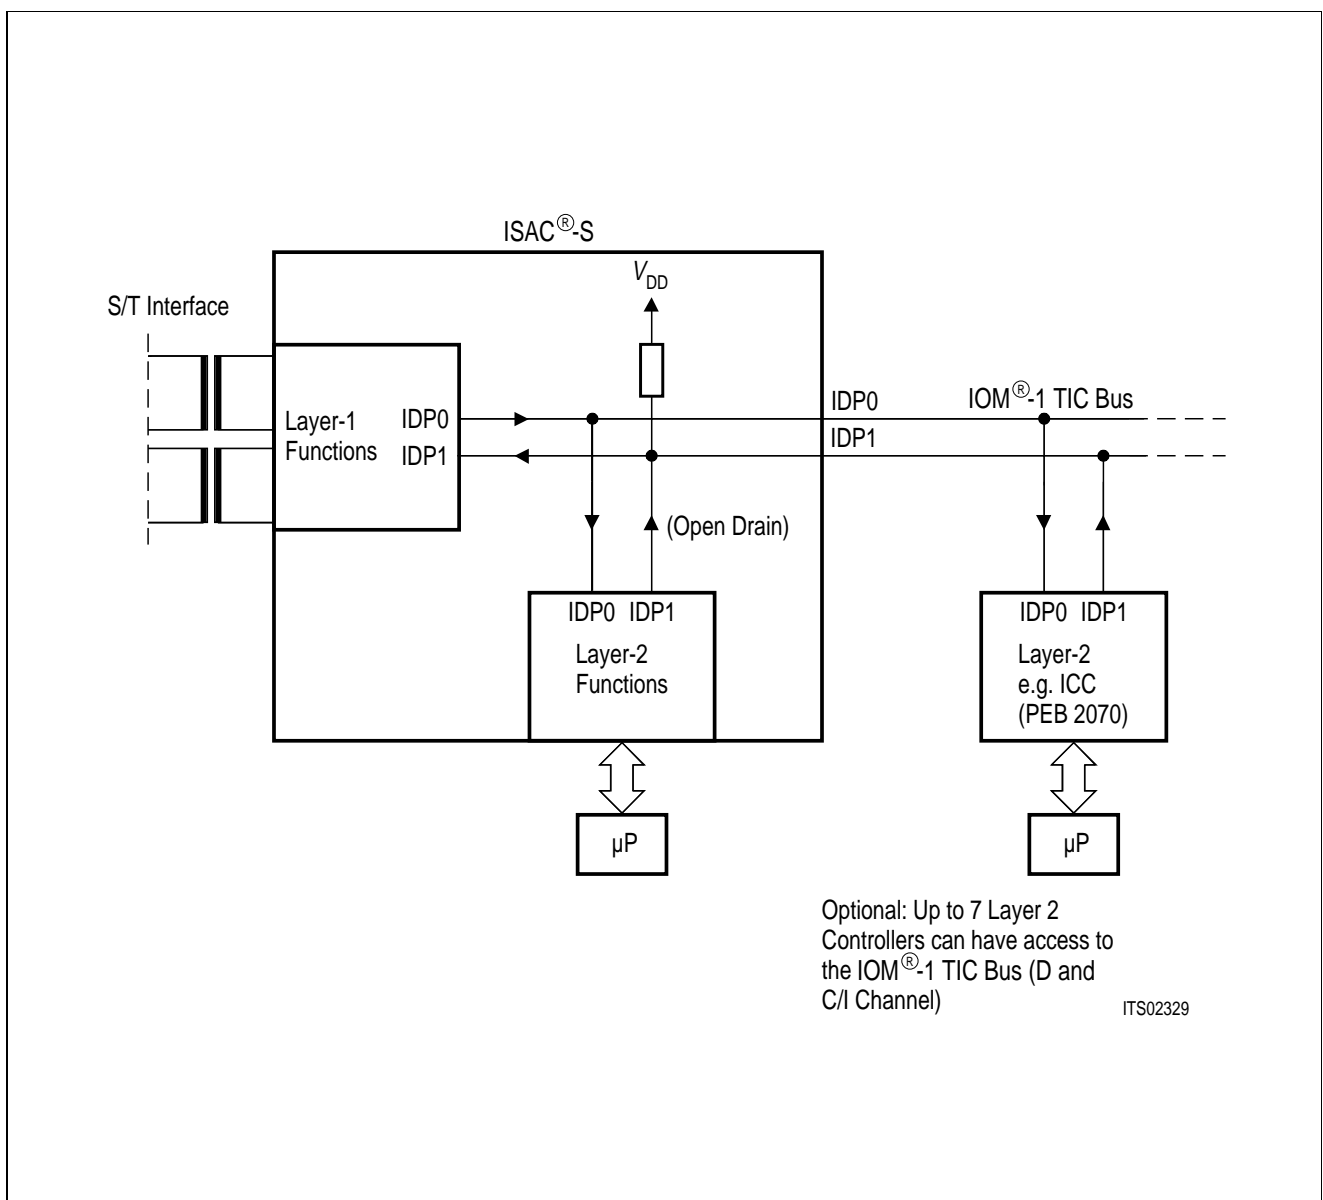 ISAC®-S
VDD
S/T Interface
IDP0
IOM®-1 TIC Bus
Layer-1
Functions
IDP0
IDP1
IDP1
(Open Drain)
IDP0 IDP1
Layer-2
Functions
IDP0 IDP1
Layer-2
e.g. ICC
(PEB 2070)
µP
µP
Optional: Up to 7 Layer 2
Controllers can have access to
the IOM®-1 TIC Bus (D and
C/I Channel)
ITS02329